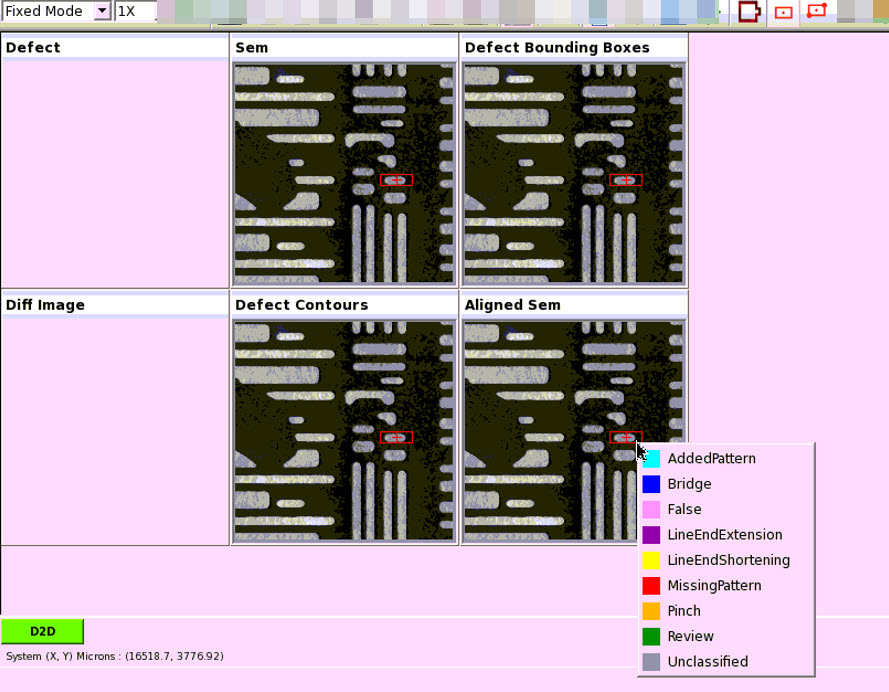 Fixed Mode 1X
Defect Sem Defect Bounding Boxes
Diff Image Defect Contours Aligned Sem
AddedPattern
Bridge
False
LineEndExtension
LineEndShortening
MissingPattern
Pinch
Review
Unclassified
D2D
System (X, Y) Microns : (16518.7, 3776.92)